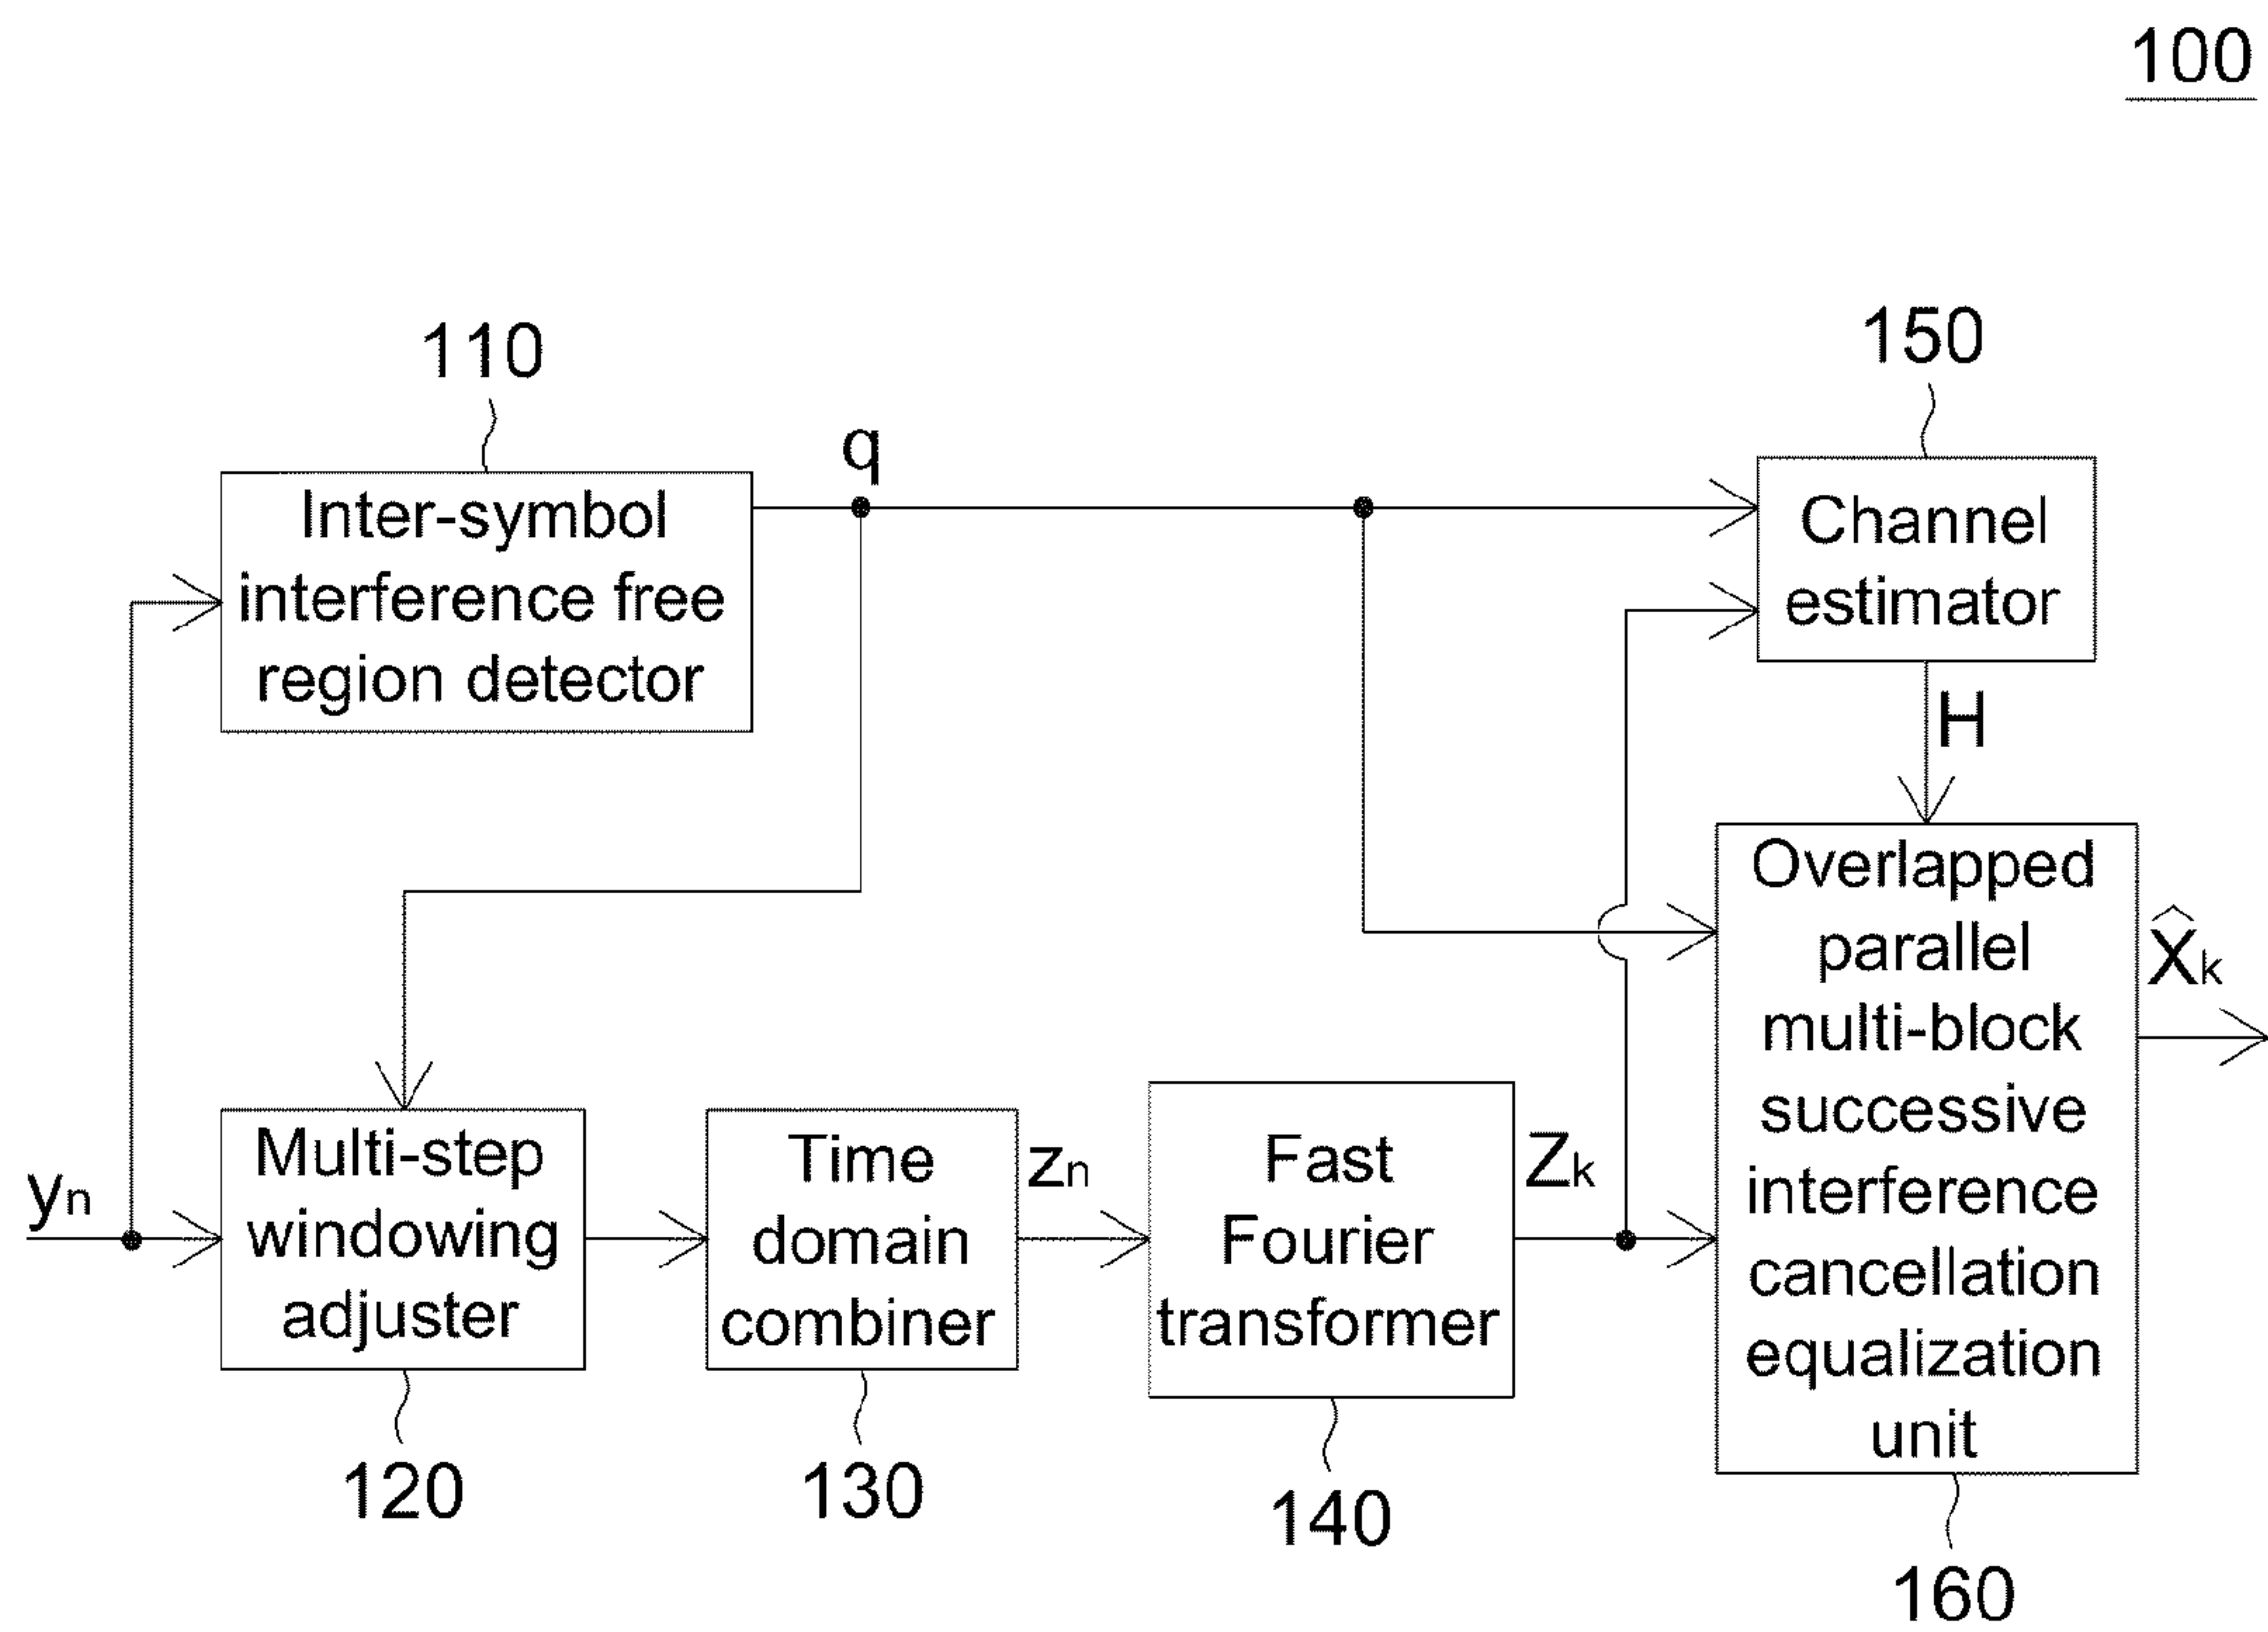 100
110
Inter-symbol
interference free
region detector
q
150
Channel
estimator
H
yn
Multi-step
windowing
adjuster
120
Time
domain
combiner
130
zn
Fast
Fourier
transformer
140
Zk
Overlapped
parallel
multi-block
successive
interference
cancellation
equalization
unit
160
X̂k